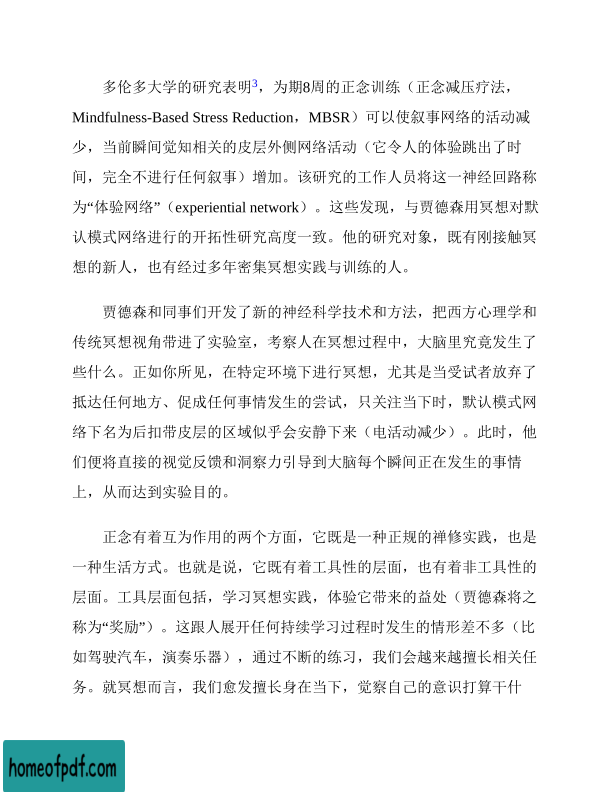 多伦多大学的研究表明3，为期8周的正念训练（正念减压疗法，
Mindfulness-Based Stress Reduction，MBSR）可以使叙事网络的活动减
少，当前瞬间觉知相关的皮层外侧网络活动（它令人的体验跳出了时
间，完全不进行任何叙事）增加。该研究的工作人员将这一神经回路称
为“体验网络”（experiential network）。这些发现，与贾德森用冥想对默
认模式网络进行的开拓性研究高度一致。他的研究对象，既有刚接触冥
想的新人，也有经过多年密集冥想实践与训练的人。
贾德森和同事们开发了新的神经科学技术和方法，把西方心理学和
传统冥想视角带进了实验室，考察人在冥想过程中，大脑里究竟发生了
些什么。正如你所见，在特定环境下进行冥想，尤其是当受试者放弃了
抵达任何地方、促成任何事情发生的尝试，只关注当下时，默认模式网
络下名为后扣带皮层的区域似乎会安静下来（电活动减少）。此时，他
们便将直接的视觉反馈和洞察力引导到大脑每个瞬间正在发生的事情
上，从而达到实验目的。
正念有着互为作用的两个方面，它既是一种正规的禅修实践，也是
一种生活方式。也就是说，它既有着工具性的层面，也有着非工具性的
层面。工具层面包括，学习冥想实践，体验它带来的益处（贾德森将之
称为“奖励”）。这跟人展开任何持续学习过程时发生的情形差不多（比
如驾驶汽车，演奏乐器），通过不断的练习，我们会越来越擅长相关任
务。就冥想而言，我们愈发擅长身在当下，觉察自己的意识打算干什
homeofpdf.com